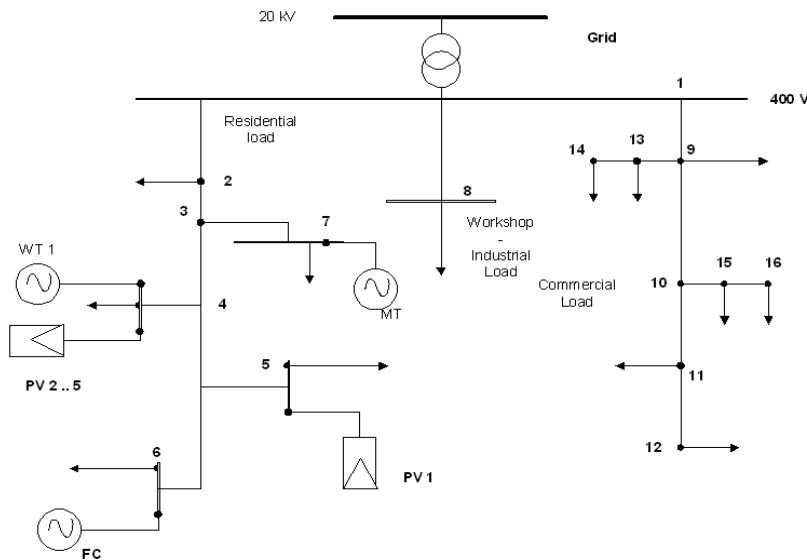 20 kV
Grid
1
400 V
Residential
load
14
13
9
2
8
3
7
Workshop
-
Industrial
Load
WT 1
10
15
16
Commercial
Load
4
MT
5
11
PV 2 .. 5
12
6
PV 1
FC